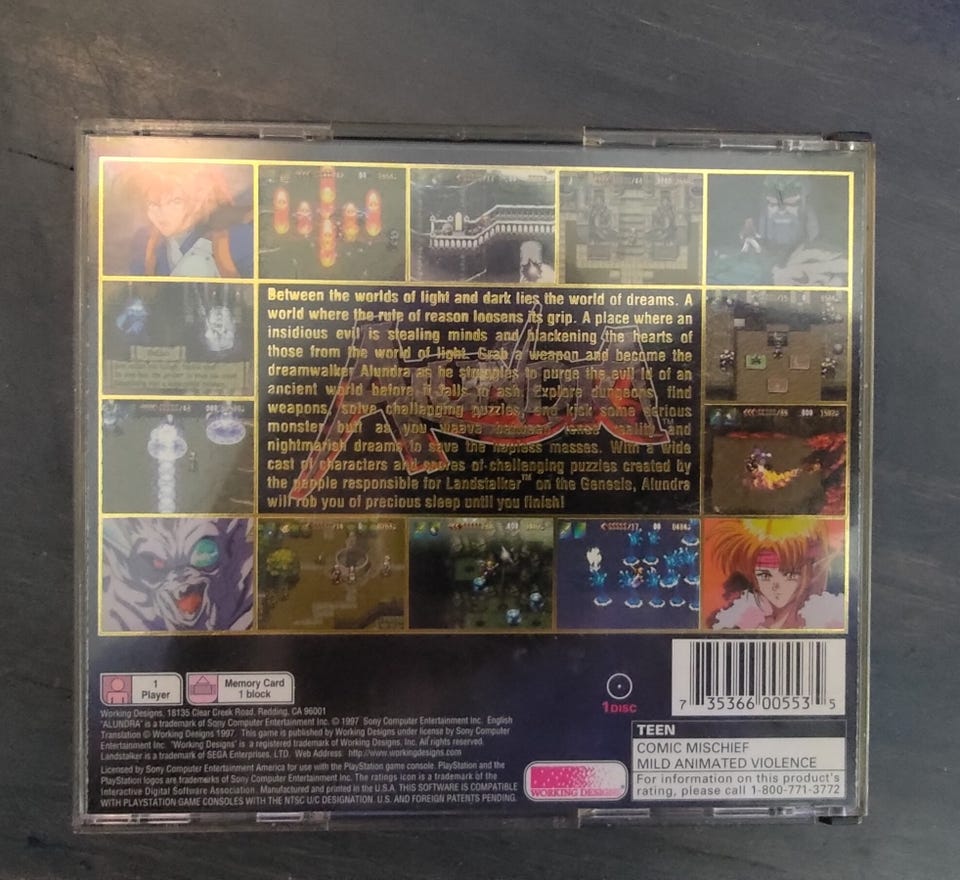 Between the worlds of light and dark lies the world of dreams. A
world where the rule of reason loosens its grip. A place where an
insidious evil is stealing minds and blackening the hearts of
those from the world of light. Grab a weapon and become the
dreamwalker Alundra as he struggles to purge the evil id of an
ancient world before it falls to ash. Explore dungeons, find
weapons, solve challenging puzzles, and kick some serious
monster butt as you weave between tense reality and
nightmarish dreams to save the hapless masses. With a wide
cast of characters and scores of challenging puzzles created by
the people responsible for Landstalker™ on the Genesis, Alundra
will rob you of precious sleep until you finish!
1
Player
Memory Card
1 block
1 DISC
7 35366 00553 5
Working Designs, 18135 Clear Creek Road, Redding, CA 96001
"ALUNDRA" is a trademark of Sony Computer Entertainment Inc. © 1997 Sony Computer Entertainment Inc. English
Translation © Working Designs 1997. This game is published by Working Designs under license by Sony Computer
Entertainment Inc. "Working Designs" is a registered trademark of Working Designs, Inc. All rights reserved.
Landstalker is a trademark of SEGA Enterprises, LTD. Web Address: http://www.workingdesigns.com
Licensed by Sony Computer Entertainment America for use with the PlayStation game console. PlayStation and the
PlayStation logos are trademarks of Sony Computer Entertainment Inc. The ratings icon is a trademark of the
Interactive Digital Software Association. Manufactured and printed in the U.S.A. THIS SOFTWARE IS COMPATIBLE
WITH PLAYSTATION GAME CONSOLES WITH THE NTSC U/C DESIGNATION. U.S. AND FOREIGN PATENTS PENDING.
WORKING DESIGNS
TEEN
COMIC MISCHIEF
MILD ANIMATED VIOLENCE
For information on this product's
rating, please call 1-800-771-3772